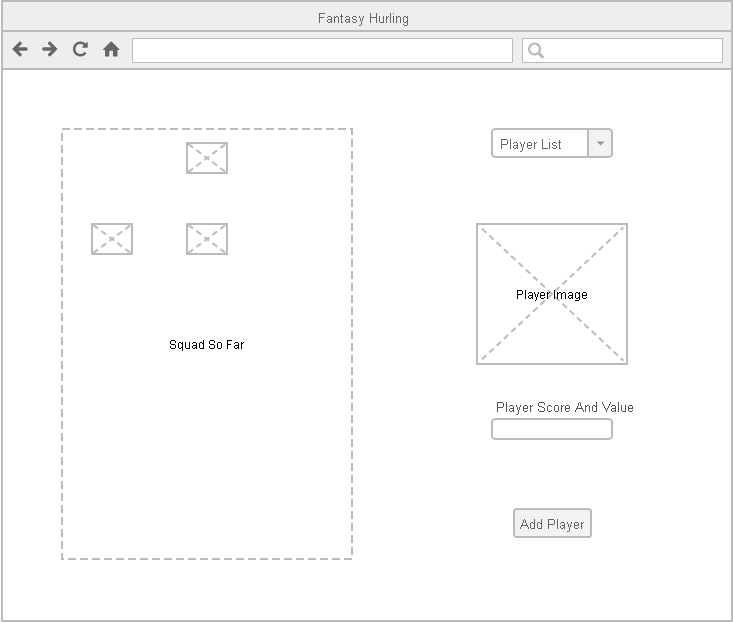 Fantasy Hurling
Player List
Player Image
Squad So Far
Player Score And Value
Add Player